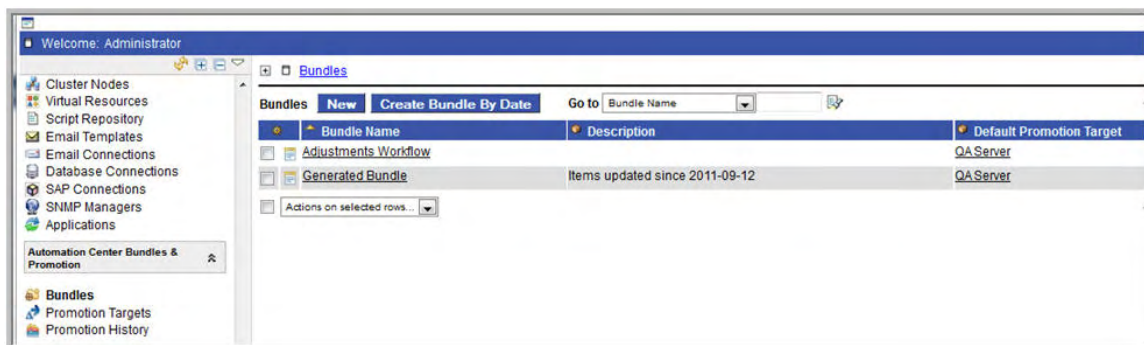 Welcome: Administrator
Cluster Nodes
Virtual Resources
Script Repository
Email Templates
Email Connections
Database Connections
SAP Connections
SNMP Managers
Applications
Automation Center Bundles &
Promotion
Bundles
Promotion Targets
Promotion History
Bundles
Bundles New Create Bundle By Date Go to Bundle Name
Bundle Name Description Default Promotion Target
Adjustments Workflow QA Server
Generated Bundle Items updated since 2011-09-12 QA Server
Actions on selected rows...